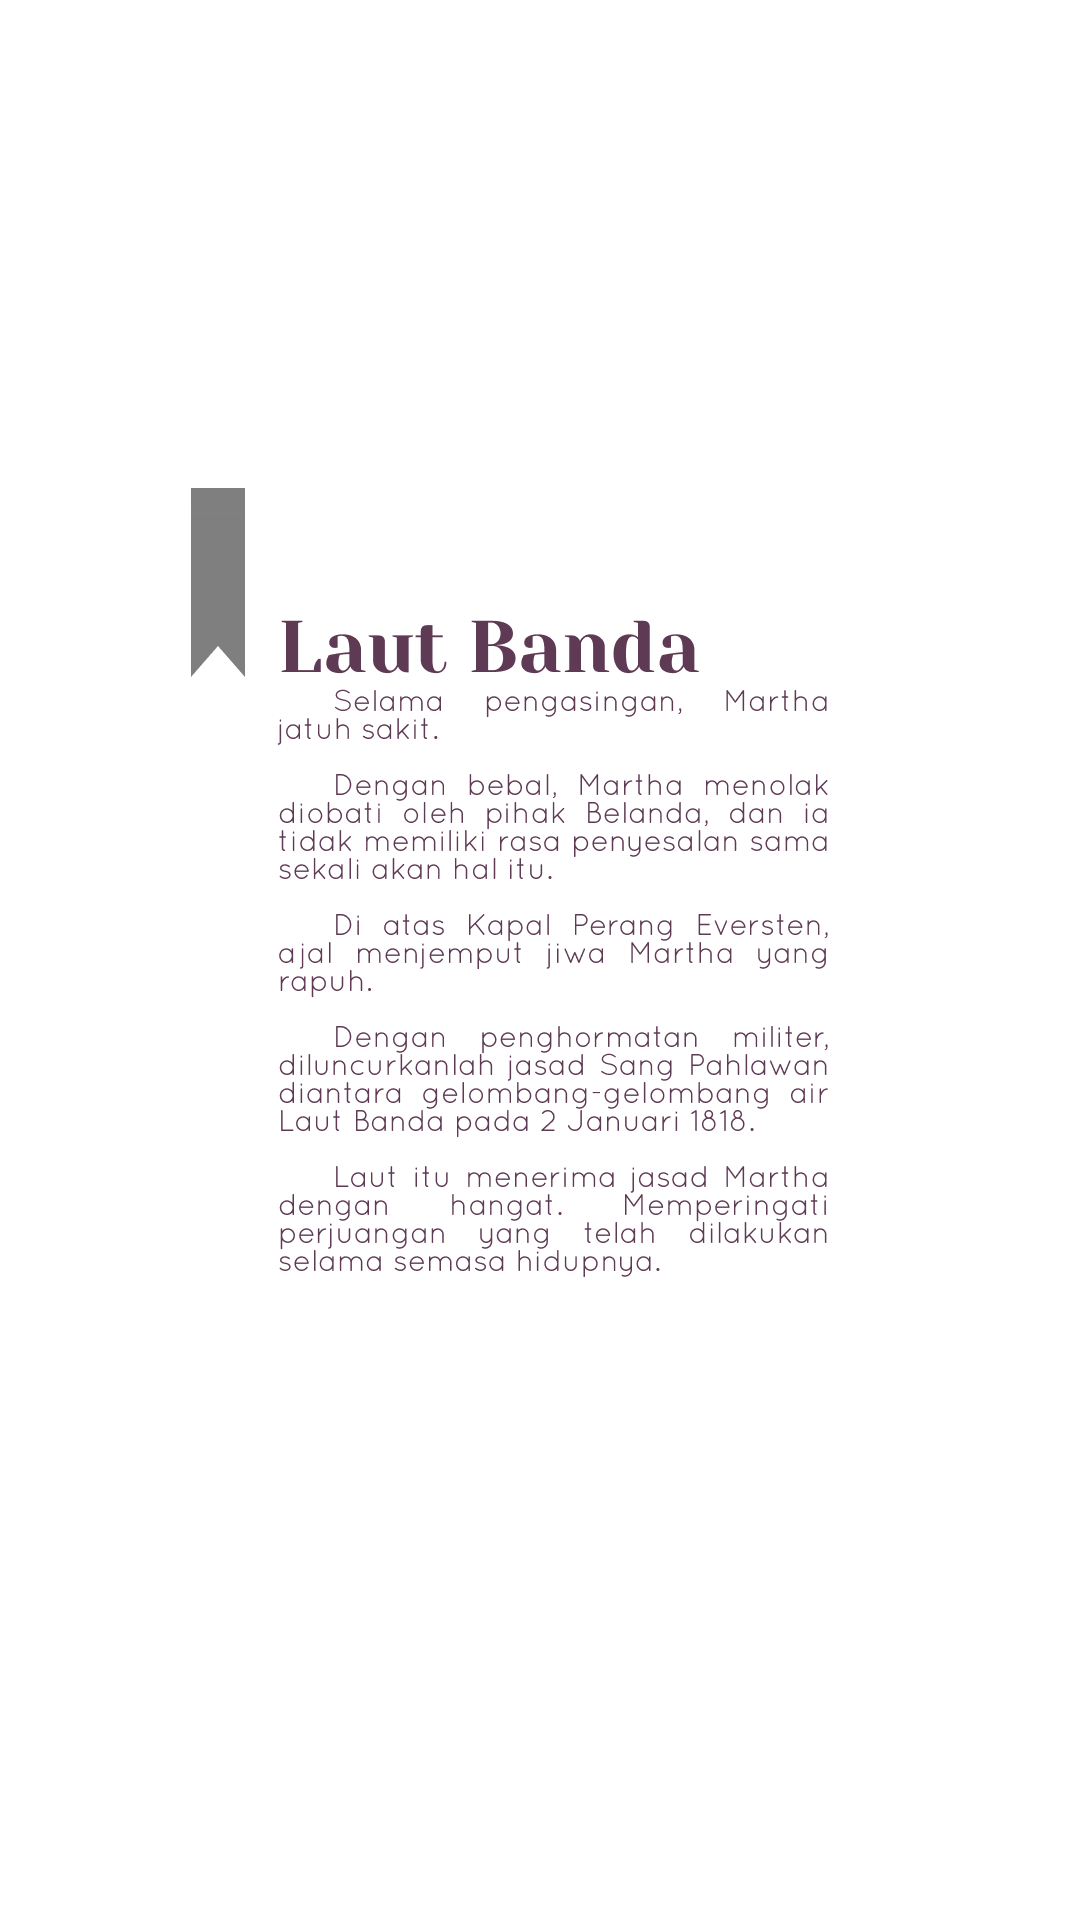 Laut Banda
Selama pengasingan, Martha
jatuh sakit.
Dengan bebal, Martha menolak
diobati oleh pihak Belanda, dan ia
tidak memiliki rasa penyesalan sama
sekali akan hal itu.
Di atas Kapal Perang Eversten,
ajal menjemput jiwa Martha yang
rapuh.
Dengan penghormatan militer,
diluncurkanlah jasad Sang Pahlawan
diantara gelombang-gelombang air
Laut Banda pada 2 Januari 1818.
Laut itu menerima jasad Martha
dengan hangat. Memperingati
perjuangan yang telah dilakukan
selama semasa hidupnya.